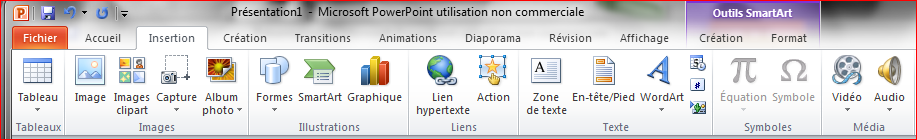 Présentation1 - Microsoft PowerPoint utilisation non commerciale
Outils SmartArt
Fichier Accueil Insertion Création Transitions Animations Diaporama Révision Affichage Création Format
Tableau Image Images clipart Capture Album photo Formes SmartArt Graphique Lien hypertexte Action Zone de texte En-tête/Pied WordArt Équation Symbole Vidéo Audio
Tableaux Images Illustrations Liens Texte Symboles Média